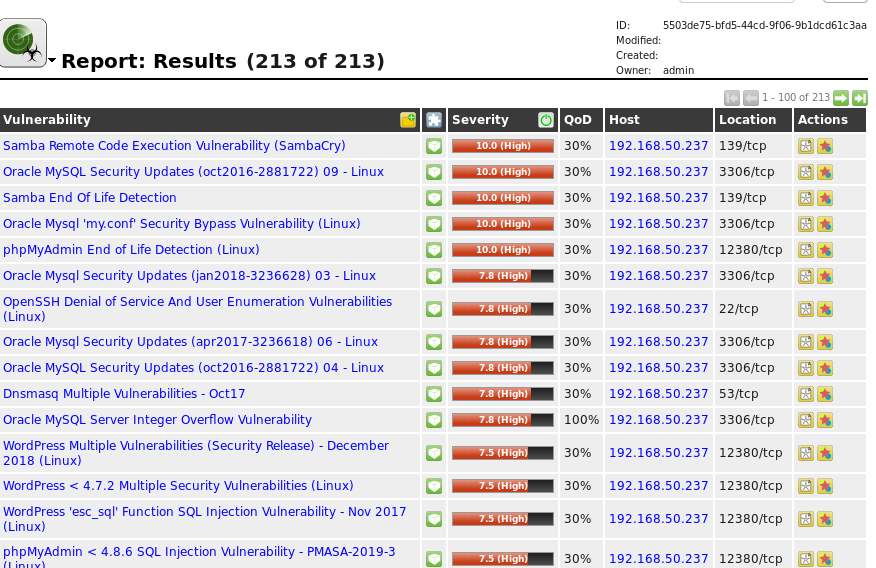 ID: 5503de75-bfd5-44cd-9f06-9b1dcd61c3aa
Modified:
Created:
Owner: admin
Report: Results (213 of 213)
1 - 100 of 213
Vulnerability Severity QoD Host Location Actions
Samba Remote Code Execution Vulnerability (SambaCry) 10.0 (High) 30% 192.168.50.237 139/tcp
Oracle MySQL Security Updates (oct2016-2881722) 09 - Linux 10.0 (High) 30% 192.168.50.237 3306/tcp
Samba End Of Life Detection 10.0 (High) 30% 192.168.50.237 139/tcp
Oracle Mysql 'my.conf' Security Bypass Vulnerability (Linux) 10.0 (High) 30% 192.168.50.237 3306/tcp
phpMyAdmin End of Life Detection (Linux) 10.0 (High) 30% 192.168.50.237 12380/tcp
Oracle Mysql Security Updates (jan2018-3236628) 03 - Linux 7.8 (High) 30% 192.168.50.237 3306/tcp
OpenSSH Denial of Service And User Enumeration Vulnerabilities
(Linux) 7.8 (High) 30% 192.168.50.237 22/tcp
Oracle Mysql Security Updates (apr2017-3236618) 06 - Linux 7.8 (High) 30% 192.168.50.237 3306/tcp
Oracle MySQL Security Updates (oct2016-2881722) 04 - Linux 7.8 (High) 30% 192.168.50.237 3306/tcp
Dnsmasq Multiple Vulnerabilities - Oct17 7.8 (High) 30% 192.168.50.237 53/tcp
Oracle MySQL Server Integer Overflow Vulnerability 7.8 (High) 100% 192.168.50.237 3306/tcp
WordPress Multiple Vulnerabilities (Security Release) - December
2018 (Linux) 7.5 (High) 30% 192.168.50.237 12380/tcp
WordPress < 4.7.2 Multiple Security Vulnerabilities (Linux) 7.5 (High) 30% 192.168.50.237 12380/tcp
WordPress 'esc_sql' Function SQL Injection Vulnerability - Nov 2017
(Linux) 7.5 (High) 30% 192.168.50.237 12380/tcp
phpMyAdmin < 4.8.6 SQL Injection Vulnerability - PMASA-2019-3
(Linux) 7.5 (High) 30% 192.168.50.237 12380/tcp